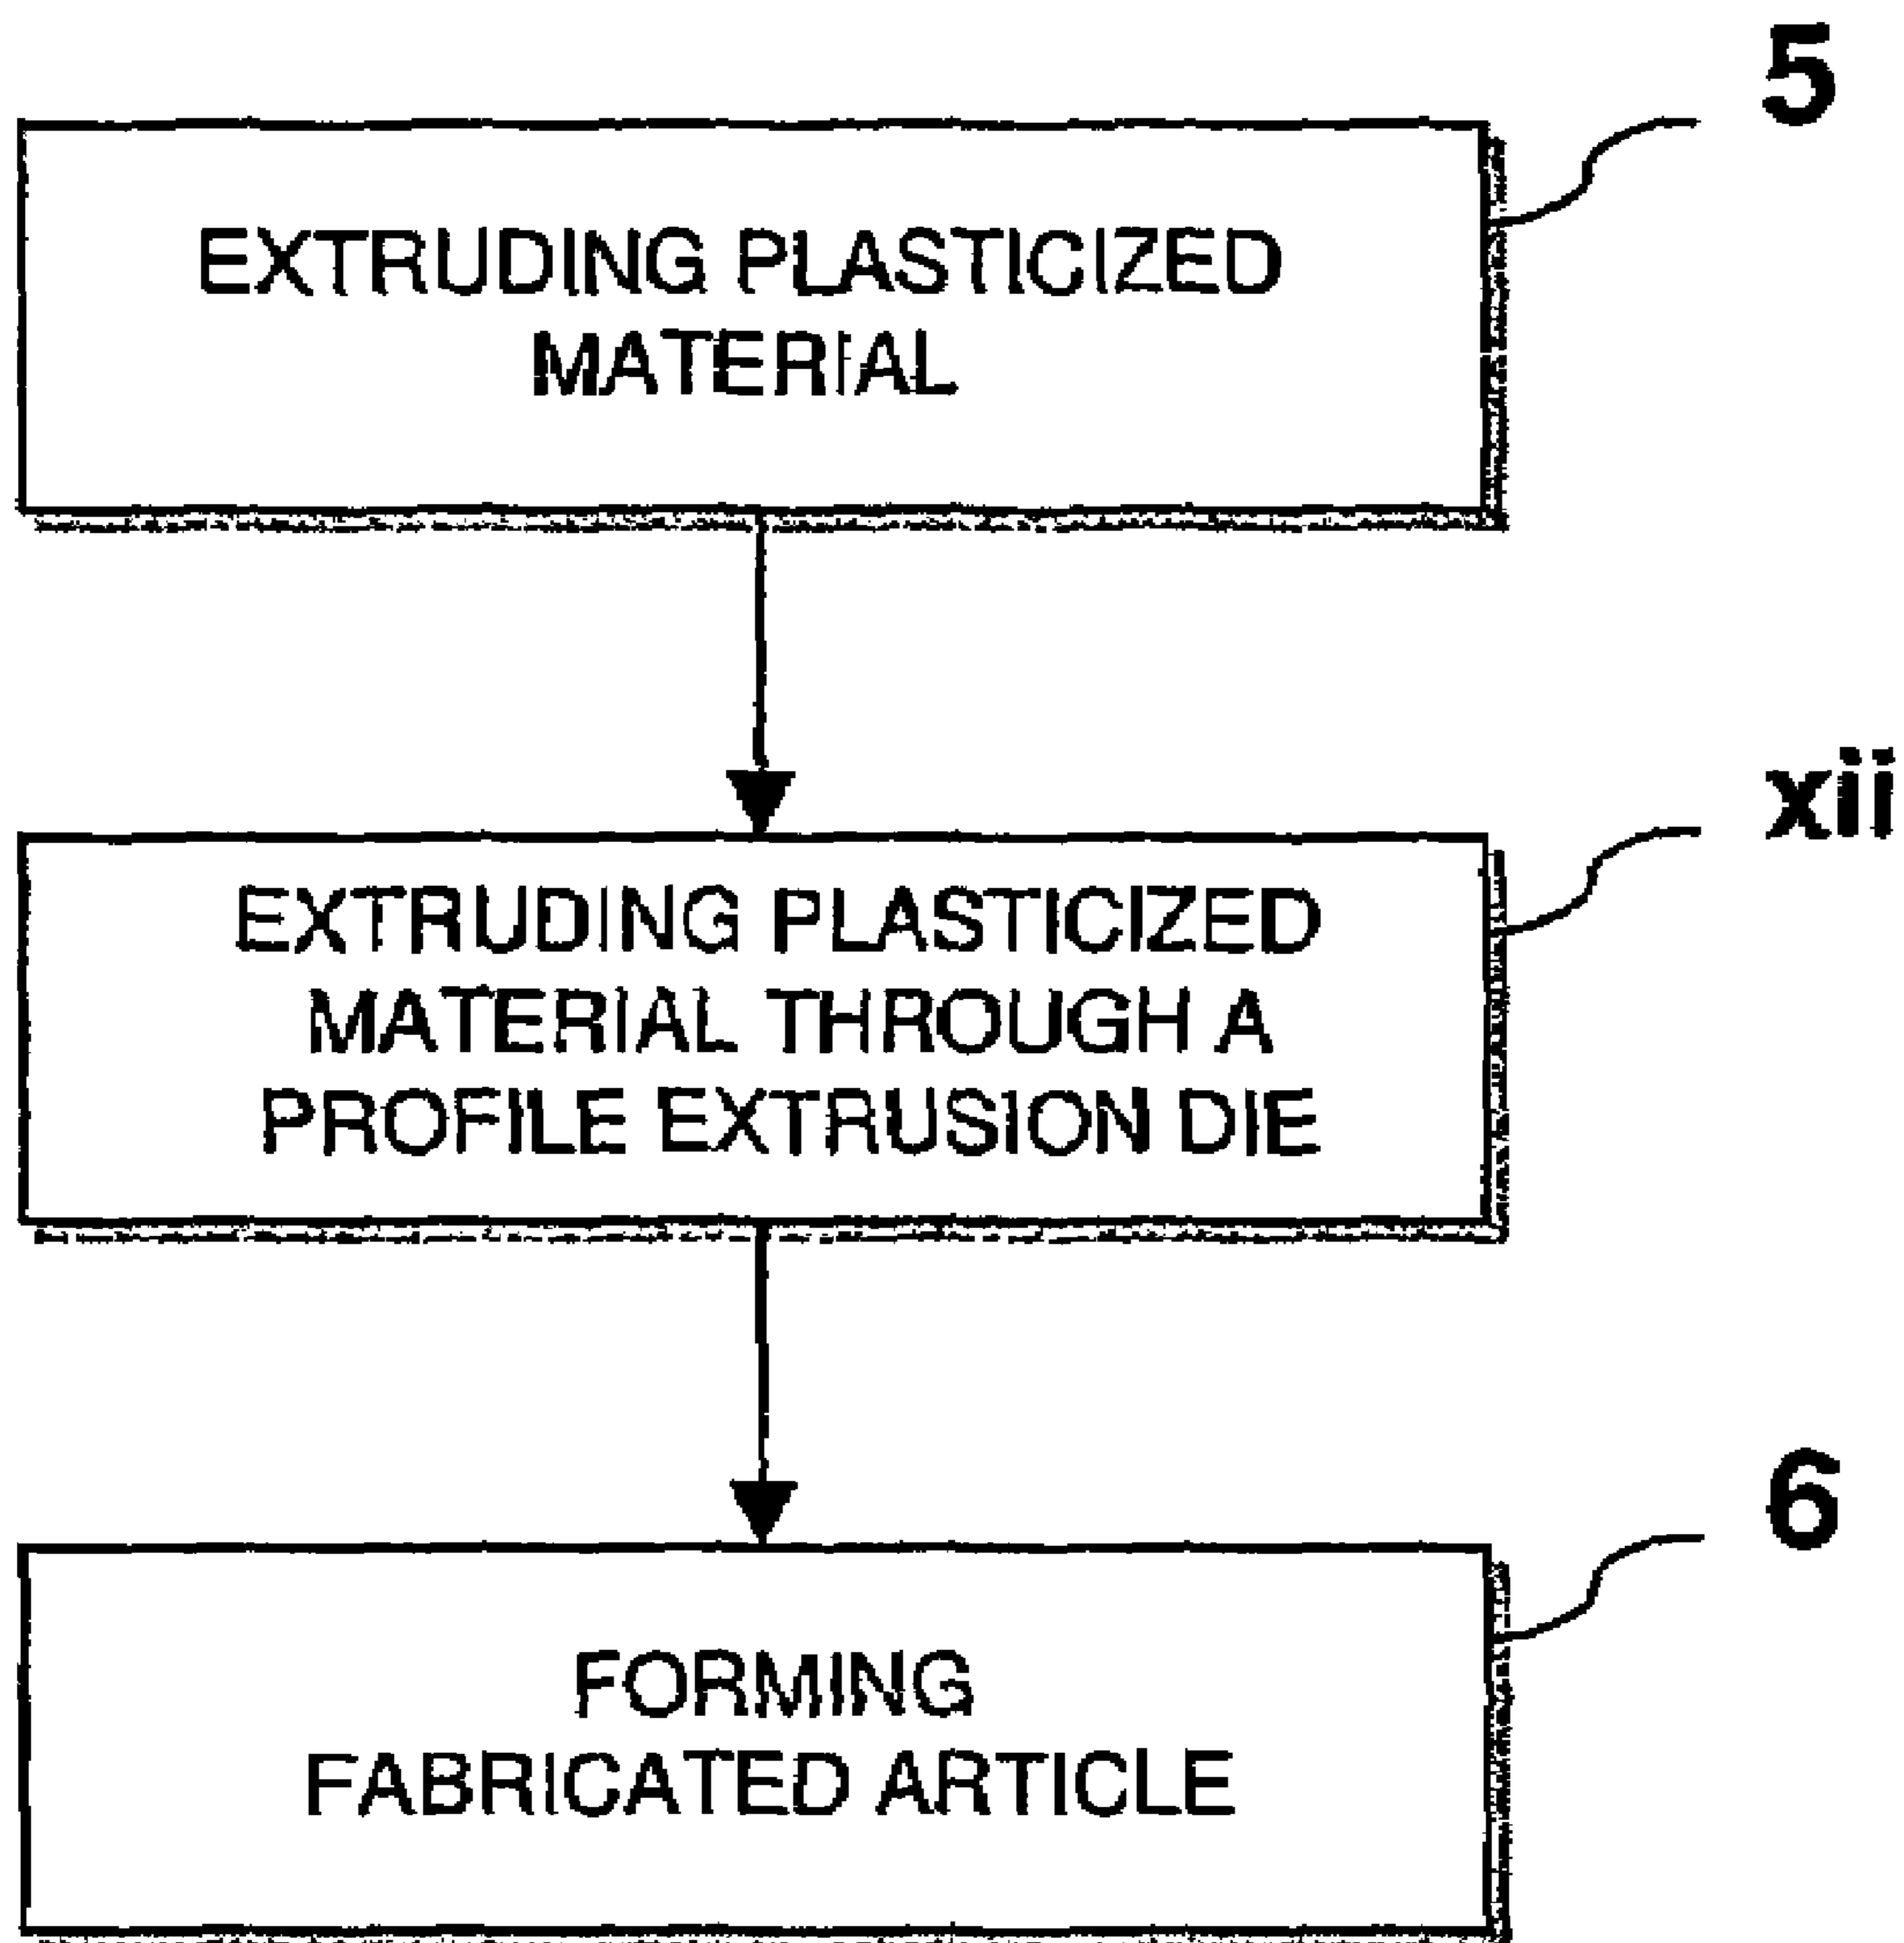 5
EXTRUDING PLASTICIZED
MATERIAL
xii
EXTRUDING PLASTICIZED
MATERIAL THROUGH A
PROFILE EXTRUSION DIE
6
FORMING
FABRICATED ARTICLE